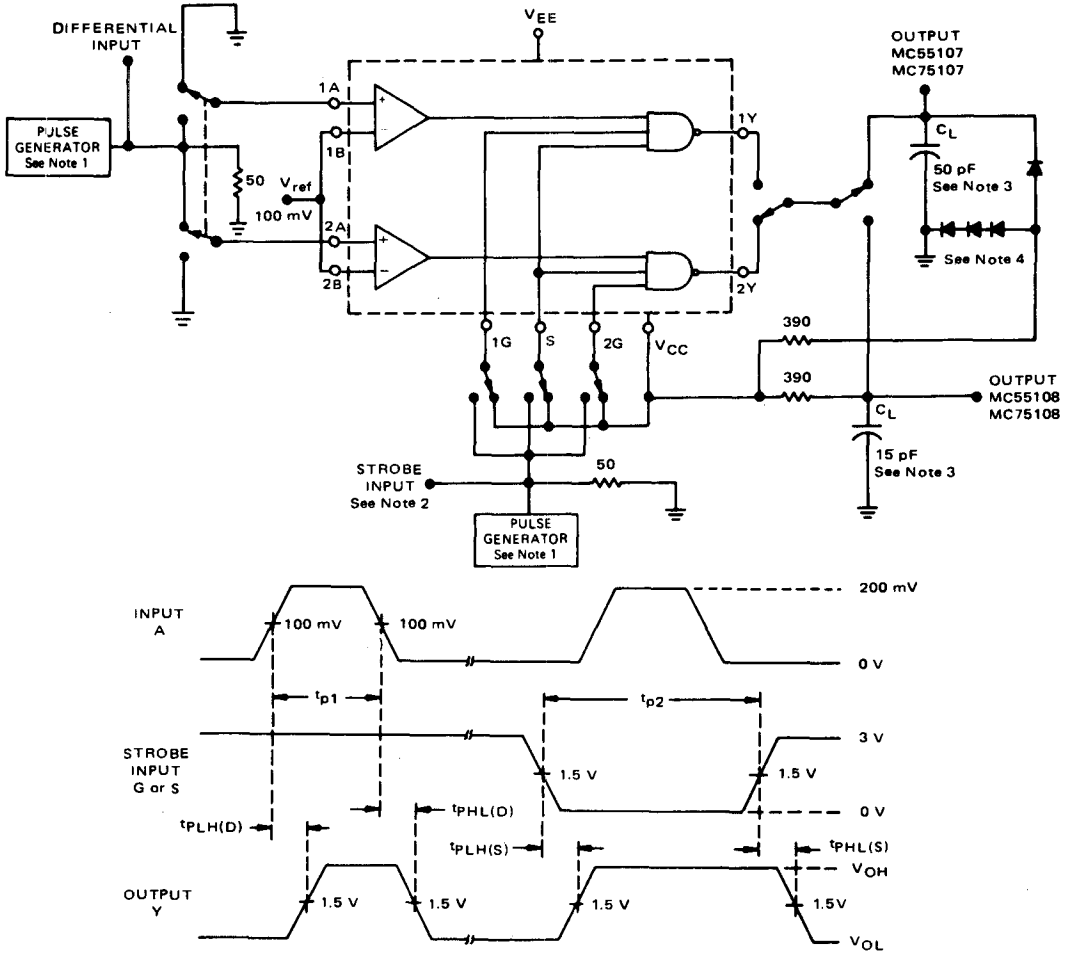 VEE
DIFFERENTIAL
INPUT
OUTPUT
MC55107
MC75107
PULSE
GENERATOR
See Note 1
50
Vref
100 mV
1A
1B
2A
2B
+
−
+
−
1Y
2Y
CL
50 pF
See Note 3
See Note 4
1G
S
2G
VCC
390
390
OUTPUT
MC55108
MC75108
CL
15 pF
See Note 3
STROBE
INPUT
See Note 2
50
PULSE
GENERATOR
See Note 1
INPUT
A
100 mV
100 mV
200 mV
0 V
tp1
tp2
STROBE
INPUT
G or S
3 V
1.5 V
1.5 V
0 V
tPLH(D)
tPHL(D)
tPLH(S)
tPHL(S)
OUTPUT
Y
1.5 V
1.5 V
1.5 V
1.5V
VOH
VOL